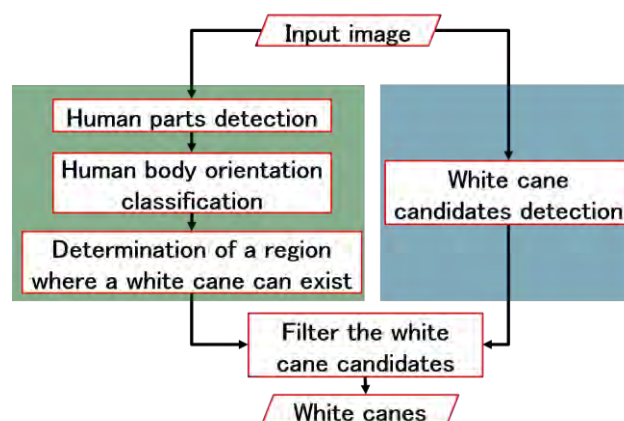 Input image
Human parts detection
Human body orientation
classification
Determination of a region
where a white cane can exist
White cane
candidates detection
Filter the white
cane candidates
White canes